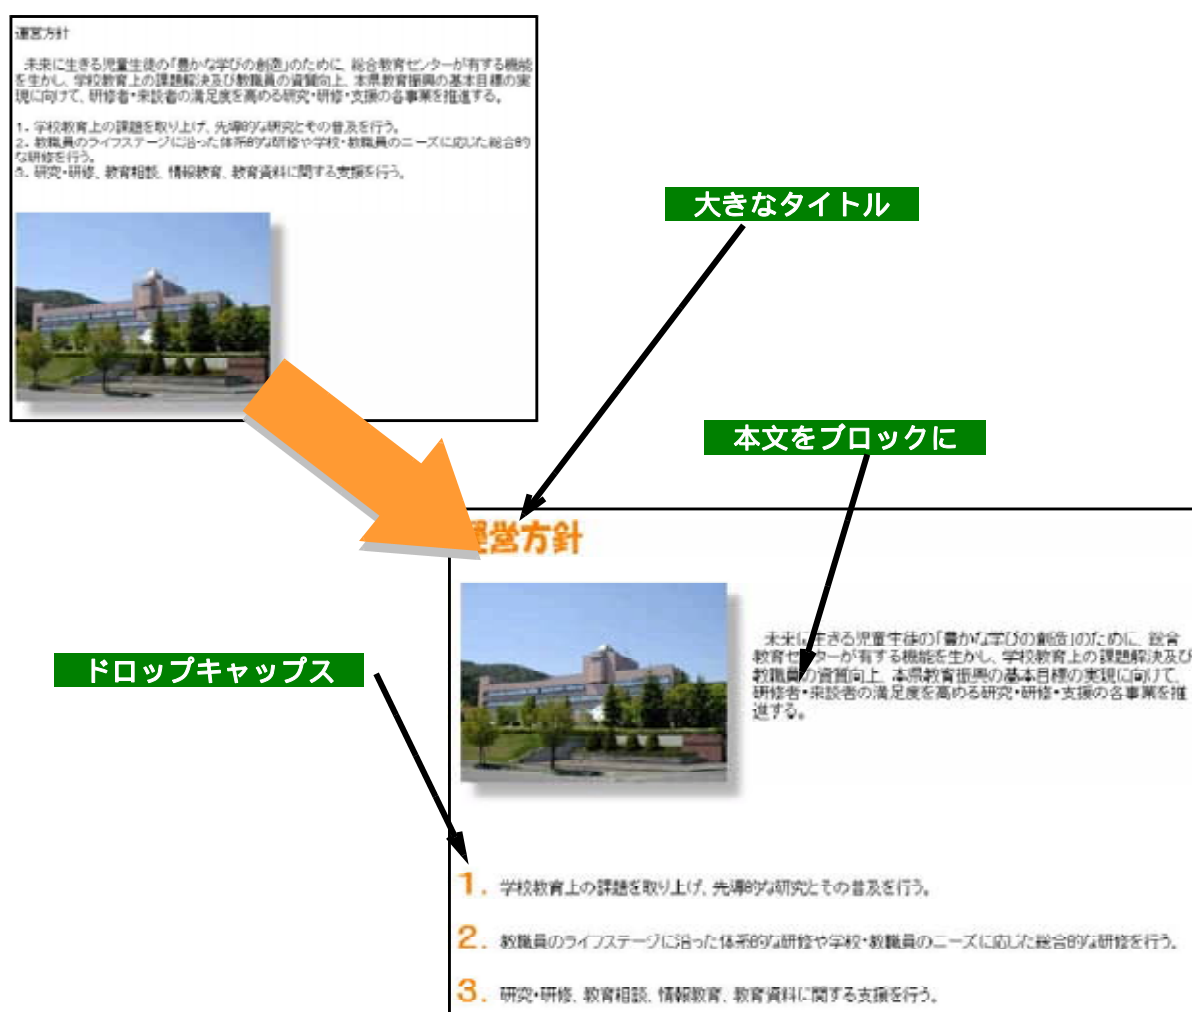 運営方針
未来に生きる児童生徒の「豊かな学びの創造」のために、総合教育センターが有する機能
を生かし、学校教育上の課題解決及び教職員の資質向上、本県教育振興の基本目標の実
現に向けて、研修者・来談者の満足度を高める研究・研修・支援の各事業を推進する。
1．学校教育上の課題を取り上げ、先導的な研究とその普及を行う。
2．教職員のライフステージに沿った体系的な研修や学校・教職員のニーズに応じた総合的
な研修を行う。
3．研究・研修、教育相談、情報教育、教育資料に関する支援を行う。
大きなタイトル
本文をブロックに
運営方針
ドロップキャップス
未来に生きる児童生徒の「豊かな学びの創造」のために、総合
教育センターが有する機能を生かし、学校教育上の課題解決及び
教職員の資質向上、本県教育振興の基本目標の実現に向けて、
研修者・来談者の満足度を高める研究・研修・支援の各事業を推
進する。
1．学校教育上の課題を取り上げ、先導的な研究とその普及を行う。
2．教職員のライフステージに沿った体系的な研修や学校・教職員のニーズに応じた総合的な研修を行う。
3．研究・研修、教育相談、情報教育、教育資料に関する支援を行う。